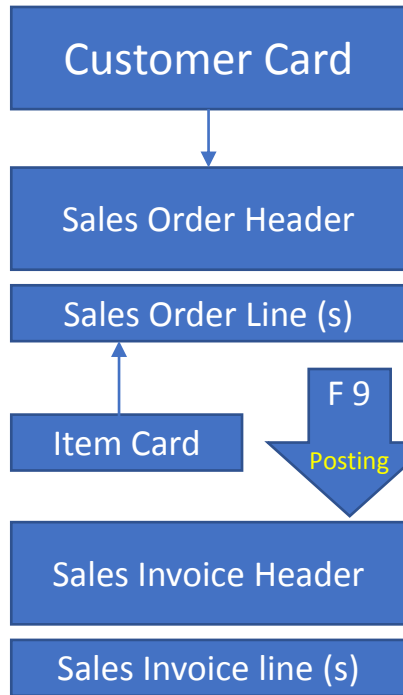 Customer Card
Sales Order Header
Sales Order Line (s)
F 9
Item Card
Posting
Sales Invoice Header
Sales Invoice line (s)